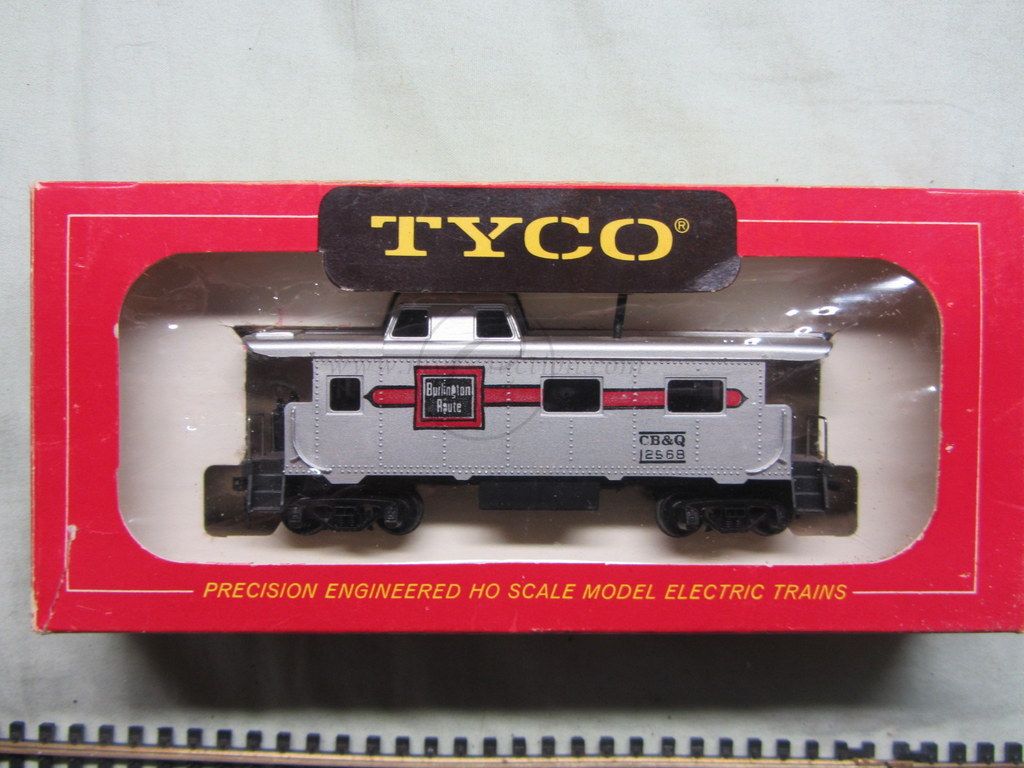 TYCO®
Burlington
Route
CB&Q
12568
PRECISION ENGINEERED HO SCALE MODEL ELECTRIC TRAINS